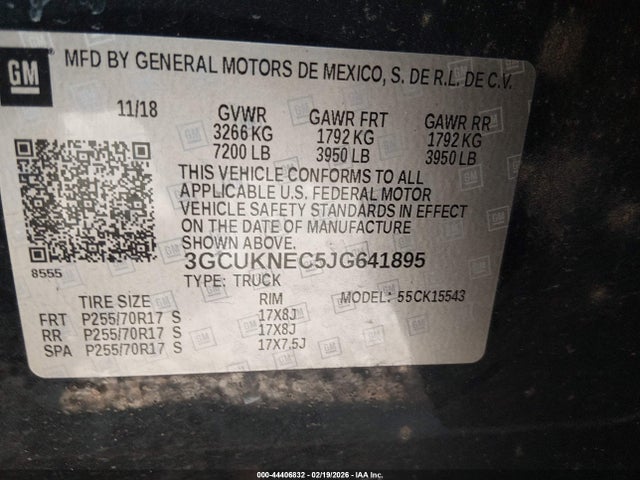 GM
MFD BY GENERAL MOTORS DE MEXICO, S. DE R.L. DE C.V.
11/18 GVWR GAWR FRT GAWR RR
3266 KG 1792 KG 1792 KG
7200 LB 3950 LB 3950 LB
THIS VEHICLE CONFORMS TO ALL
APPLICABLE U.S. FEDERAL MOTOR
VEHICLE SAFETY STANDARDS IN EFFECT
ON THE DATE OF MANUFACTURE
SHOWN ABOVE.
3GCUKNEC5JG641895
8555
TYPE: TRUCK
TIRE SIZE RIM MODEL: 55CK15543
FRT P255/70R17 S 17X8J
RR P255/70R17 S 17X8J
SPA P255/70R17 S 17X7.5J
000-44406832 - 02/19/2026 - IAA Inc.